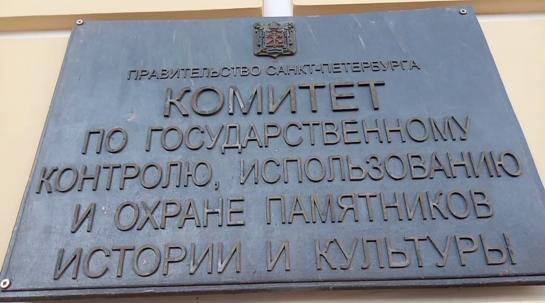 ПРАВИТЕЛЬСТВО САНКТ-ПЕТЕРБУРГА
КОМИТЕТ
ПО ГОСУДАРСТВЕННОМУ
КОНТРОЛЮ, ИСПОЛЬЗОВАНИЮ
И ОХРАНЕ ПАМЯТНИКОВ
ИСТОРИИ И КУЛЬТУРЫ